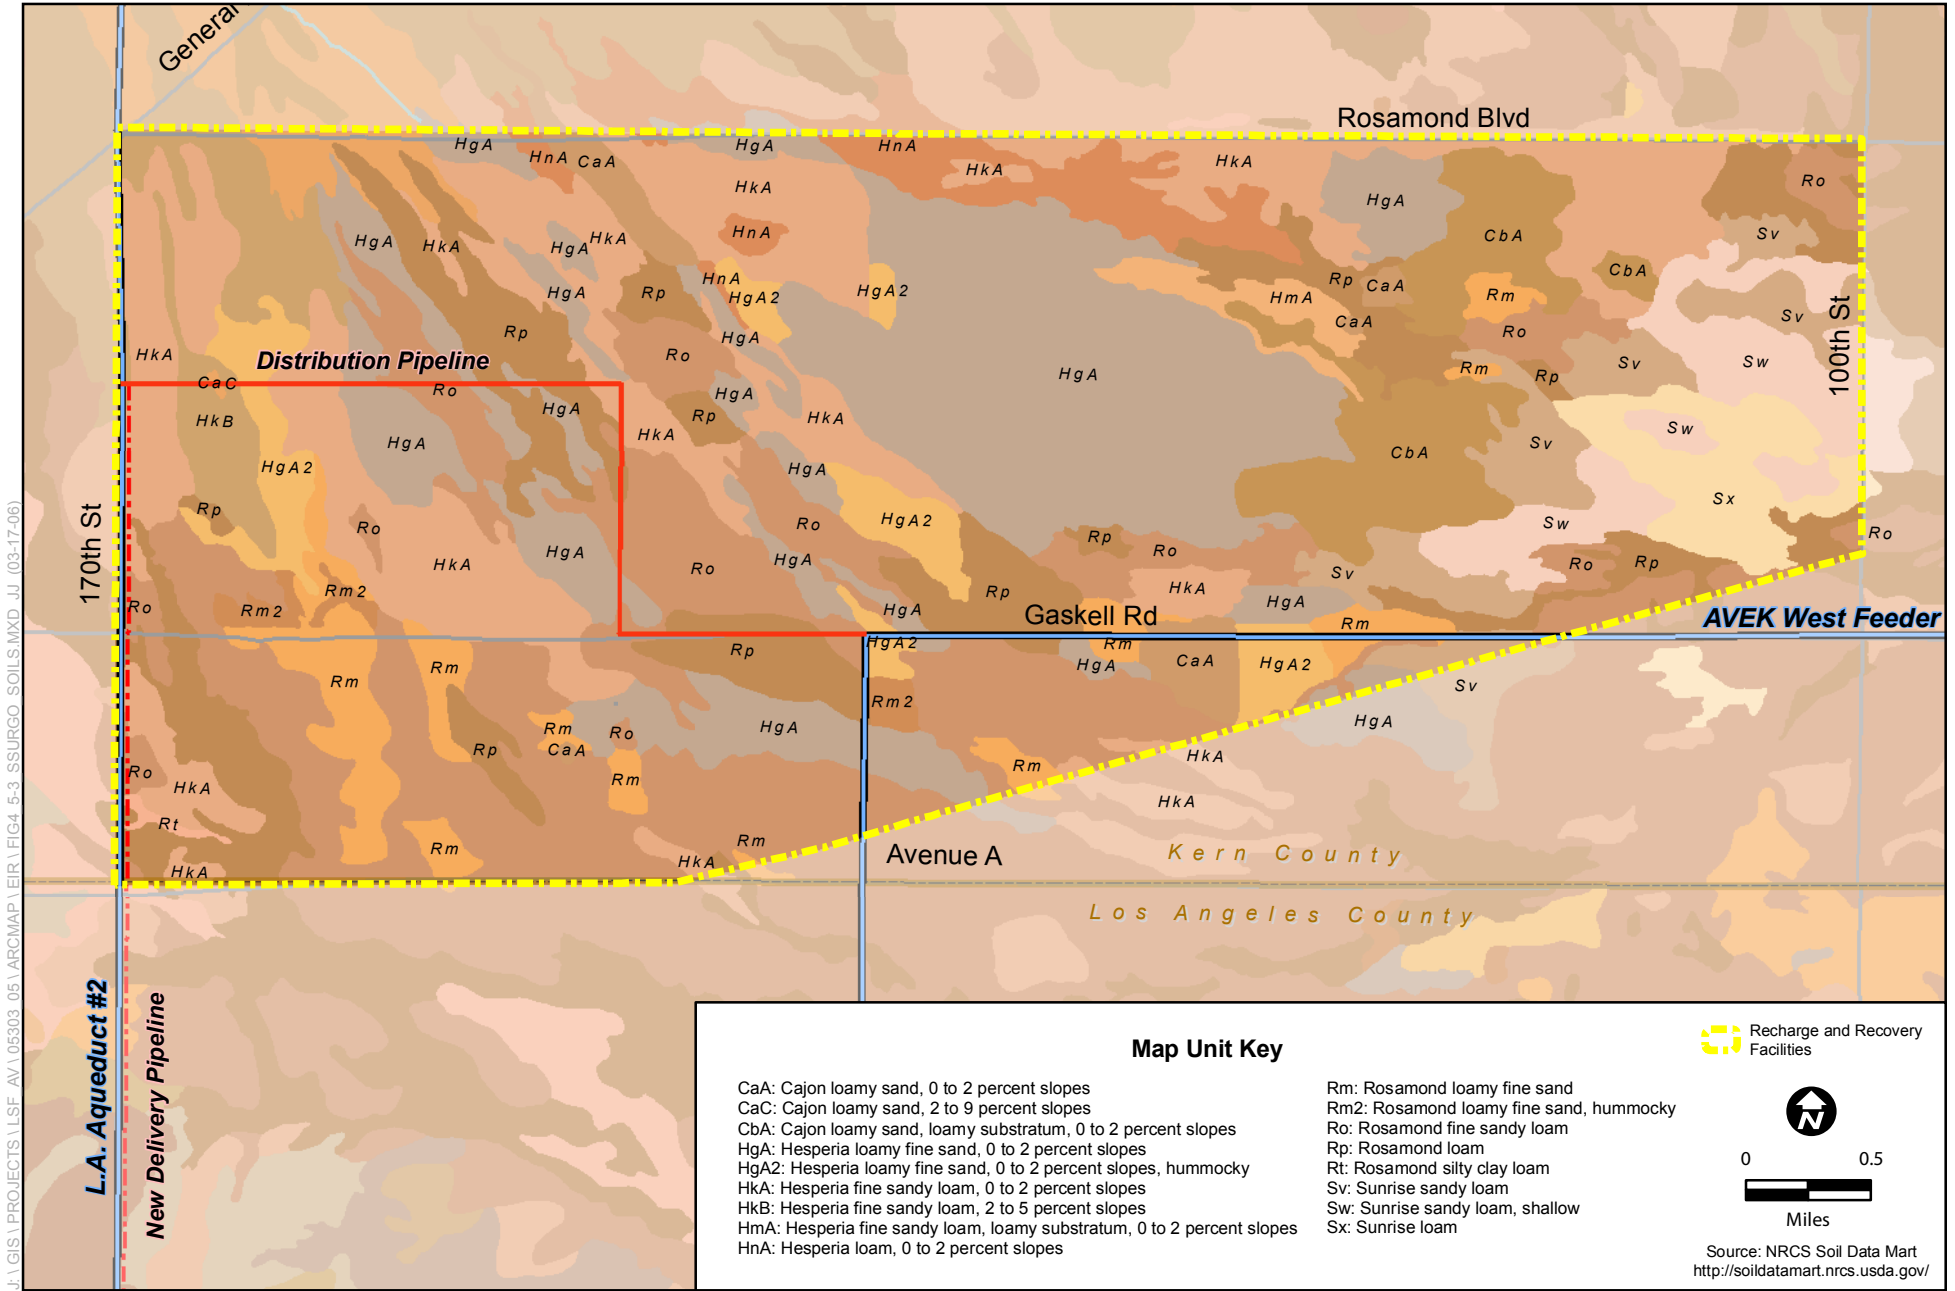 General
Rosamond Blvd
HgA
HnA
CaA
HgA
HnA
HkA
HkA
HkA
HgA
Ro
HgA
HkA
HgA
HkA
HnA
CbA
Sv
HgA
Rp
HnA
HgA2
HgA2
HmA
Rp
CaA
Rm
CbA
Sv
100th St
HkA
Rp
Ro
HgA
CaA
Ro
Sv
Sw
Distribution Pipeline
CaC
Ro
HgA
HgA
Rm
Rp
HkB
HgA
HgA
Rp
HkA
HkA
CbA
Sv
Sw
HgA2
HgA
170th St
Rp
Ro
HgA2
Ro
Sw
Sx
Ro
HkA
HgA
Ro
HgA
Rp
Ro
Ro
Rp
Ro
Rm2
Rm2
Rp
HkA
Sv
HgA
HgA
Gaskell Rd
Rm
AVEK West Feeder
Rm
Rm
Rp
HgA2
Rm
HgA
CaA
HgA2
Sv
Rm2
Rp
Rm
CaA
Ro
HgA
HgA
Ro
HkA
Rm
Rm
HkA
HkA
Rt
HkA
Rm
HkA
Rm
Avenue A
Kern County
Los Angeles County
L.A. Aqueduct #2
New Delivery Pipeline
J: \ GIS \ PROJECTS \ LSF_AV \ 05303_05 \ ARCMAP \ EIR \ FIG4_5-3_SSURGO_SOILS.MXD JJ (03-17-06)
Map Unit Key
CaA: Cajon loamy sand, 0 to 2 percent slopes
CaC: Cajon loamy sand, 2 to 9 percent slopes
CbA: Cajon loamy sand, loamy substratum, 0 to 2 percent slopes
HgA: Hesperia loamy fine sand, 0 to 2 percent slopes
HgA2: Hesperia loamy fine sand, 0 to 2 percent slopes, hummocky
HkA: Hesperia fine sandy loam, 0 to 2 percent slopes
HkB: Hesperia fine sandy loam, 2 to 5 percent slopes
HmA: Hesperia fine sandy loam, loamy substratum, 0 to 2 percent slopes
HnA: Hesperia loam, 0 to 2 percent slopes
Rm: Rosamond loamy fine sand
Rm2: Rosamond loamy fine sand, hummocky
Ro: Rosamond fine sandy loam
Rp: Rosamond loam
Rt: Rosamond silty clay loam
Sv: Sunrise sandy loam
Sw: Sunrise sandy loam, shallow
Sx: Sunrise loam
Recharge and Recovery
Facilities
N
0 0.5
Miles
Source: NRCS Soil Data Mart
http://soildatamart.nrcs.usda.gov/